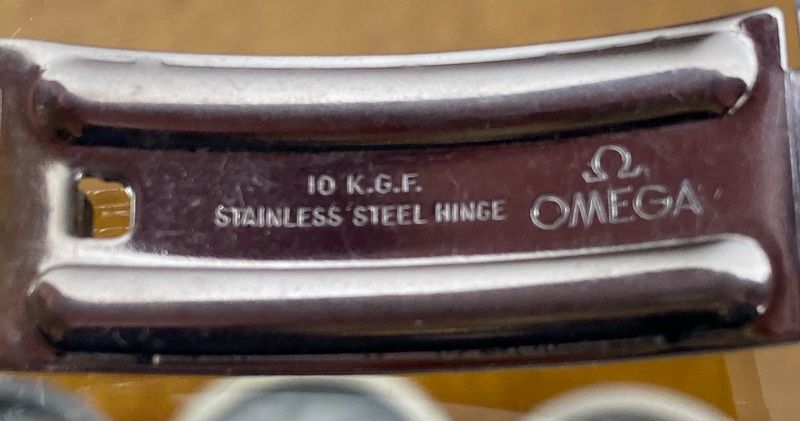 10 K.G.F.
STAINLESS STEEL HINGE
Ω
OMEGA